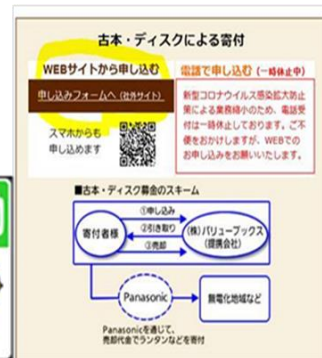 古本・ディスクによる寄付
WEBサイトから申し込む
申し込みフォームへ (社外サイト)
スマホからも
申し込めます
電話で申し込む (一時休止中)
新型コロナウイルス感染拡大防止
策による業務縮小のため、電話受
付は一時休止しております。ご不
便をおかけしますが、WEBでの
お申し込みをお願いいたします。
■古本・ディスク募金のスキーム
①申し込み
寄付者様
②引き取り
(株)バリューブックス
(提携会社)
③売却
Panasonic
無電化地域など
Panasonicを通じて、
売却代金でランタンなどを寄付